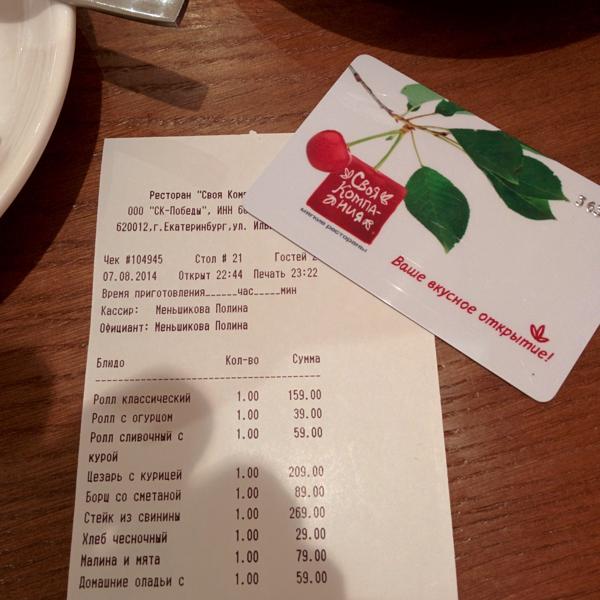 Ресторан "Своя
ООО "СК-Победы", ИНН
620012,г.Екатеринбург,ул.
Чек #104945 Стол # 21 Гостей
07.08.2014 Открыт 22:44 Печать 23:22
Время приготовления______час_____мин
Кассир: Меньшикова Полина
Официант: Меньшикова Полина
Блюдо Кол-во Сумма
Ролл классический 1.00 159.00
Ролл с огурцом 1.00 39.00
Ролл сливочный с 1.00 59.00
курой
Цезарь с курицей 1.00 209.00
Борщ со сметаной 1.00 89.00
Стейк из свинины 1.00 269.00
Хлеб чесночный 1.00 29.00
Малина и мята 1.00 79.00
Домашние оладьи с 1.00 59.00
Своя
Компа-
ния
мягкие рестораны
Ваше вкусное открытие!